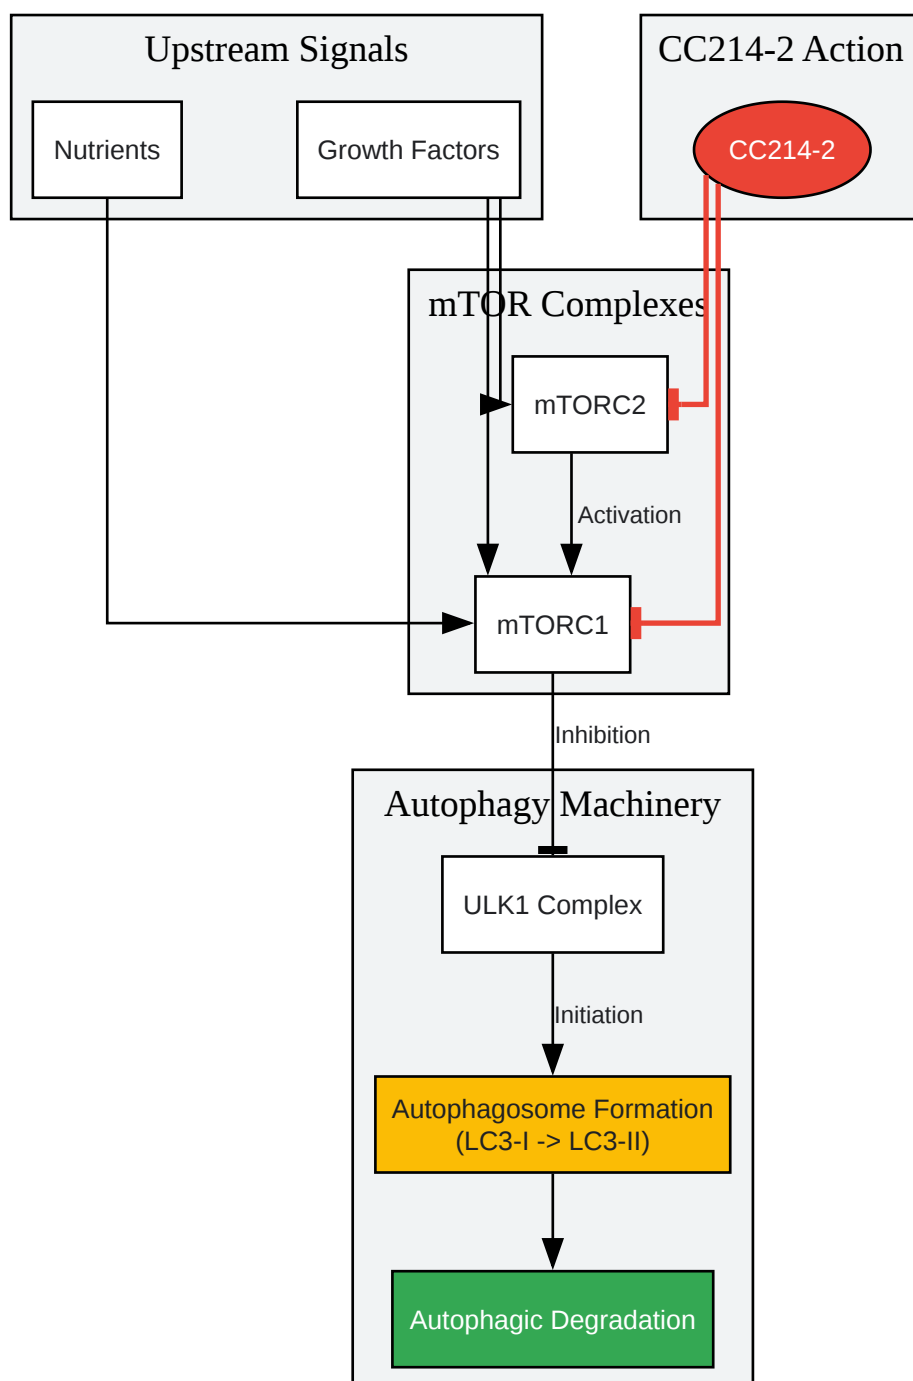 Upstream Signals
CC214-2 Action
Nutrients
Growth Factors
CC214-2
mTOR Complexes
mTORC2
Activation
mTORC1
Inhibition
Autophagy Machinery
ULK1 Complex
Initiation
Autophagosome Formation
(LC3-I -> LC3-II)
Autophagic Degradation